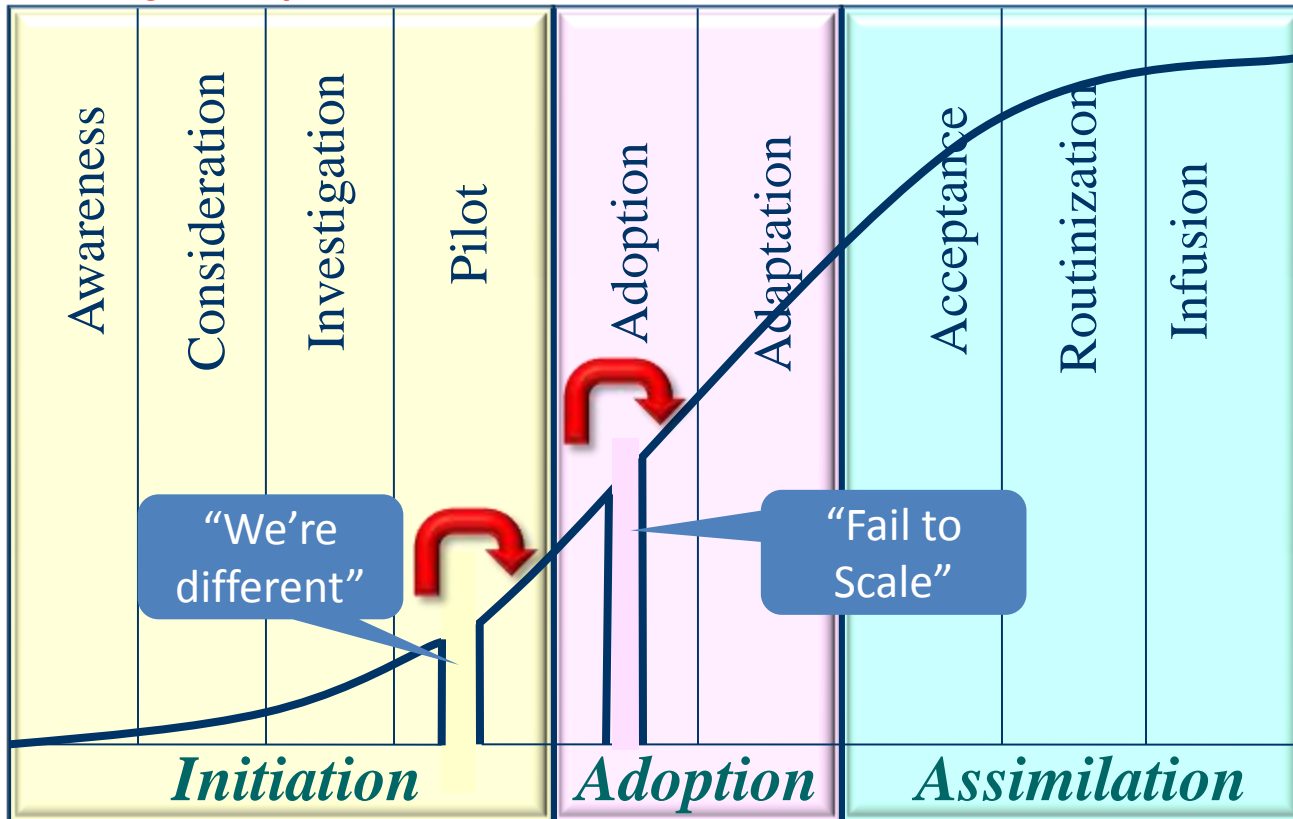 Awareness
Consideration
Investigation
Pilot
Adoption
Adaptation
Acceptance
Routinization
Infusion
“We’re
different”
“Fail to
Scale”
Initiation
Adoption
Assimilation